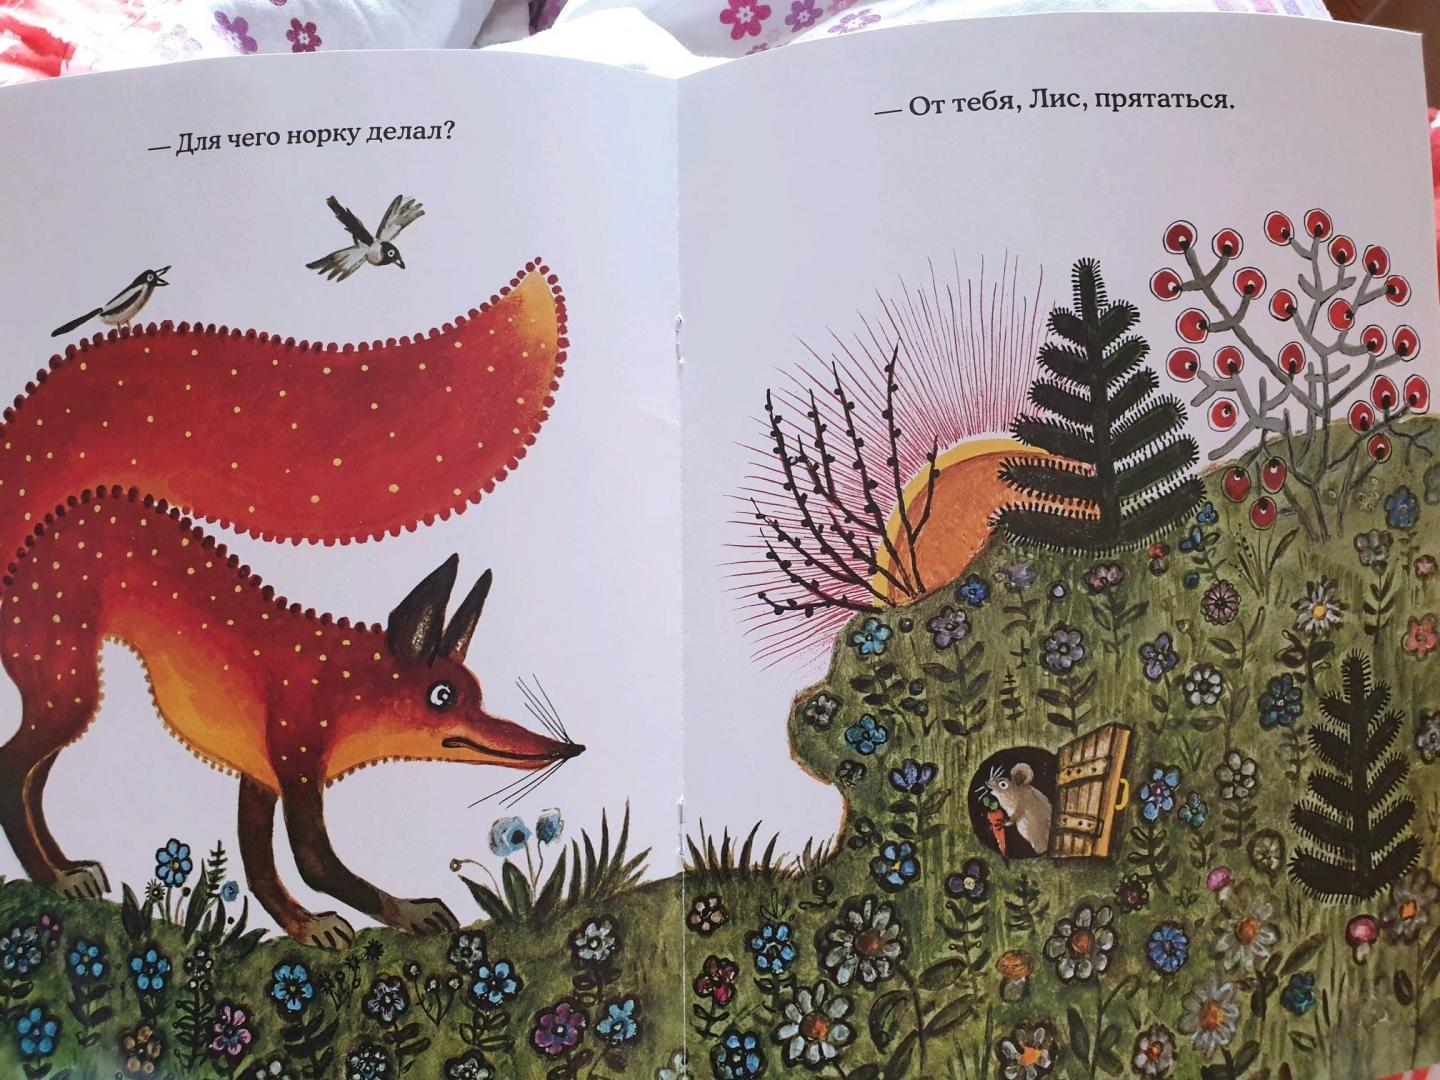 — Для чего норку делал?
— От тебя, Лис, прятаться.